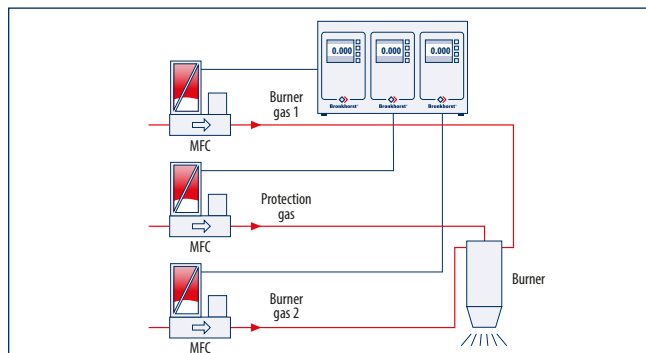 0.000 0.000 0.000
Bronkhorst® Bronkhorst® Bronkhorst®
Burner
gas 1
MFC
Protection
gas
MFC
Burner
Burner
gas 2
MFC